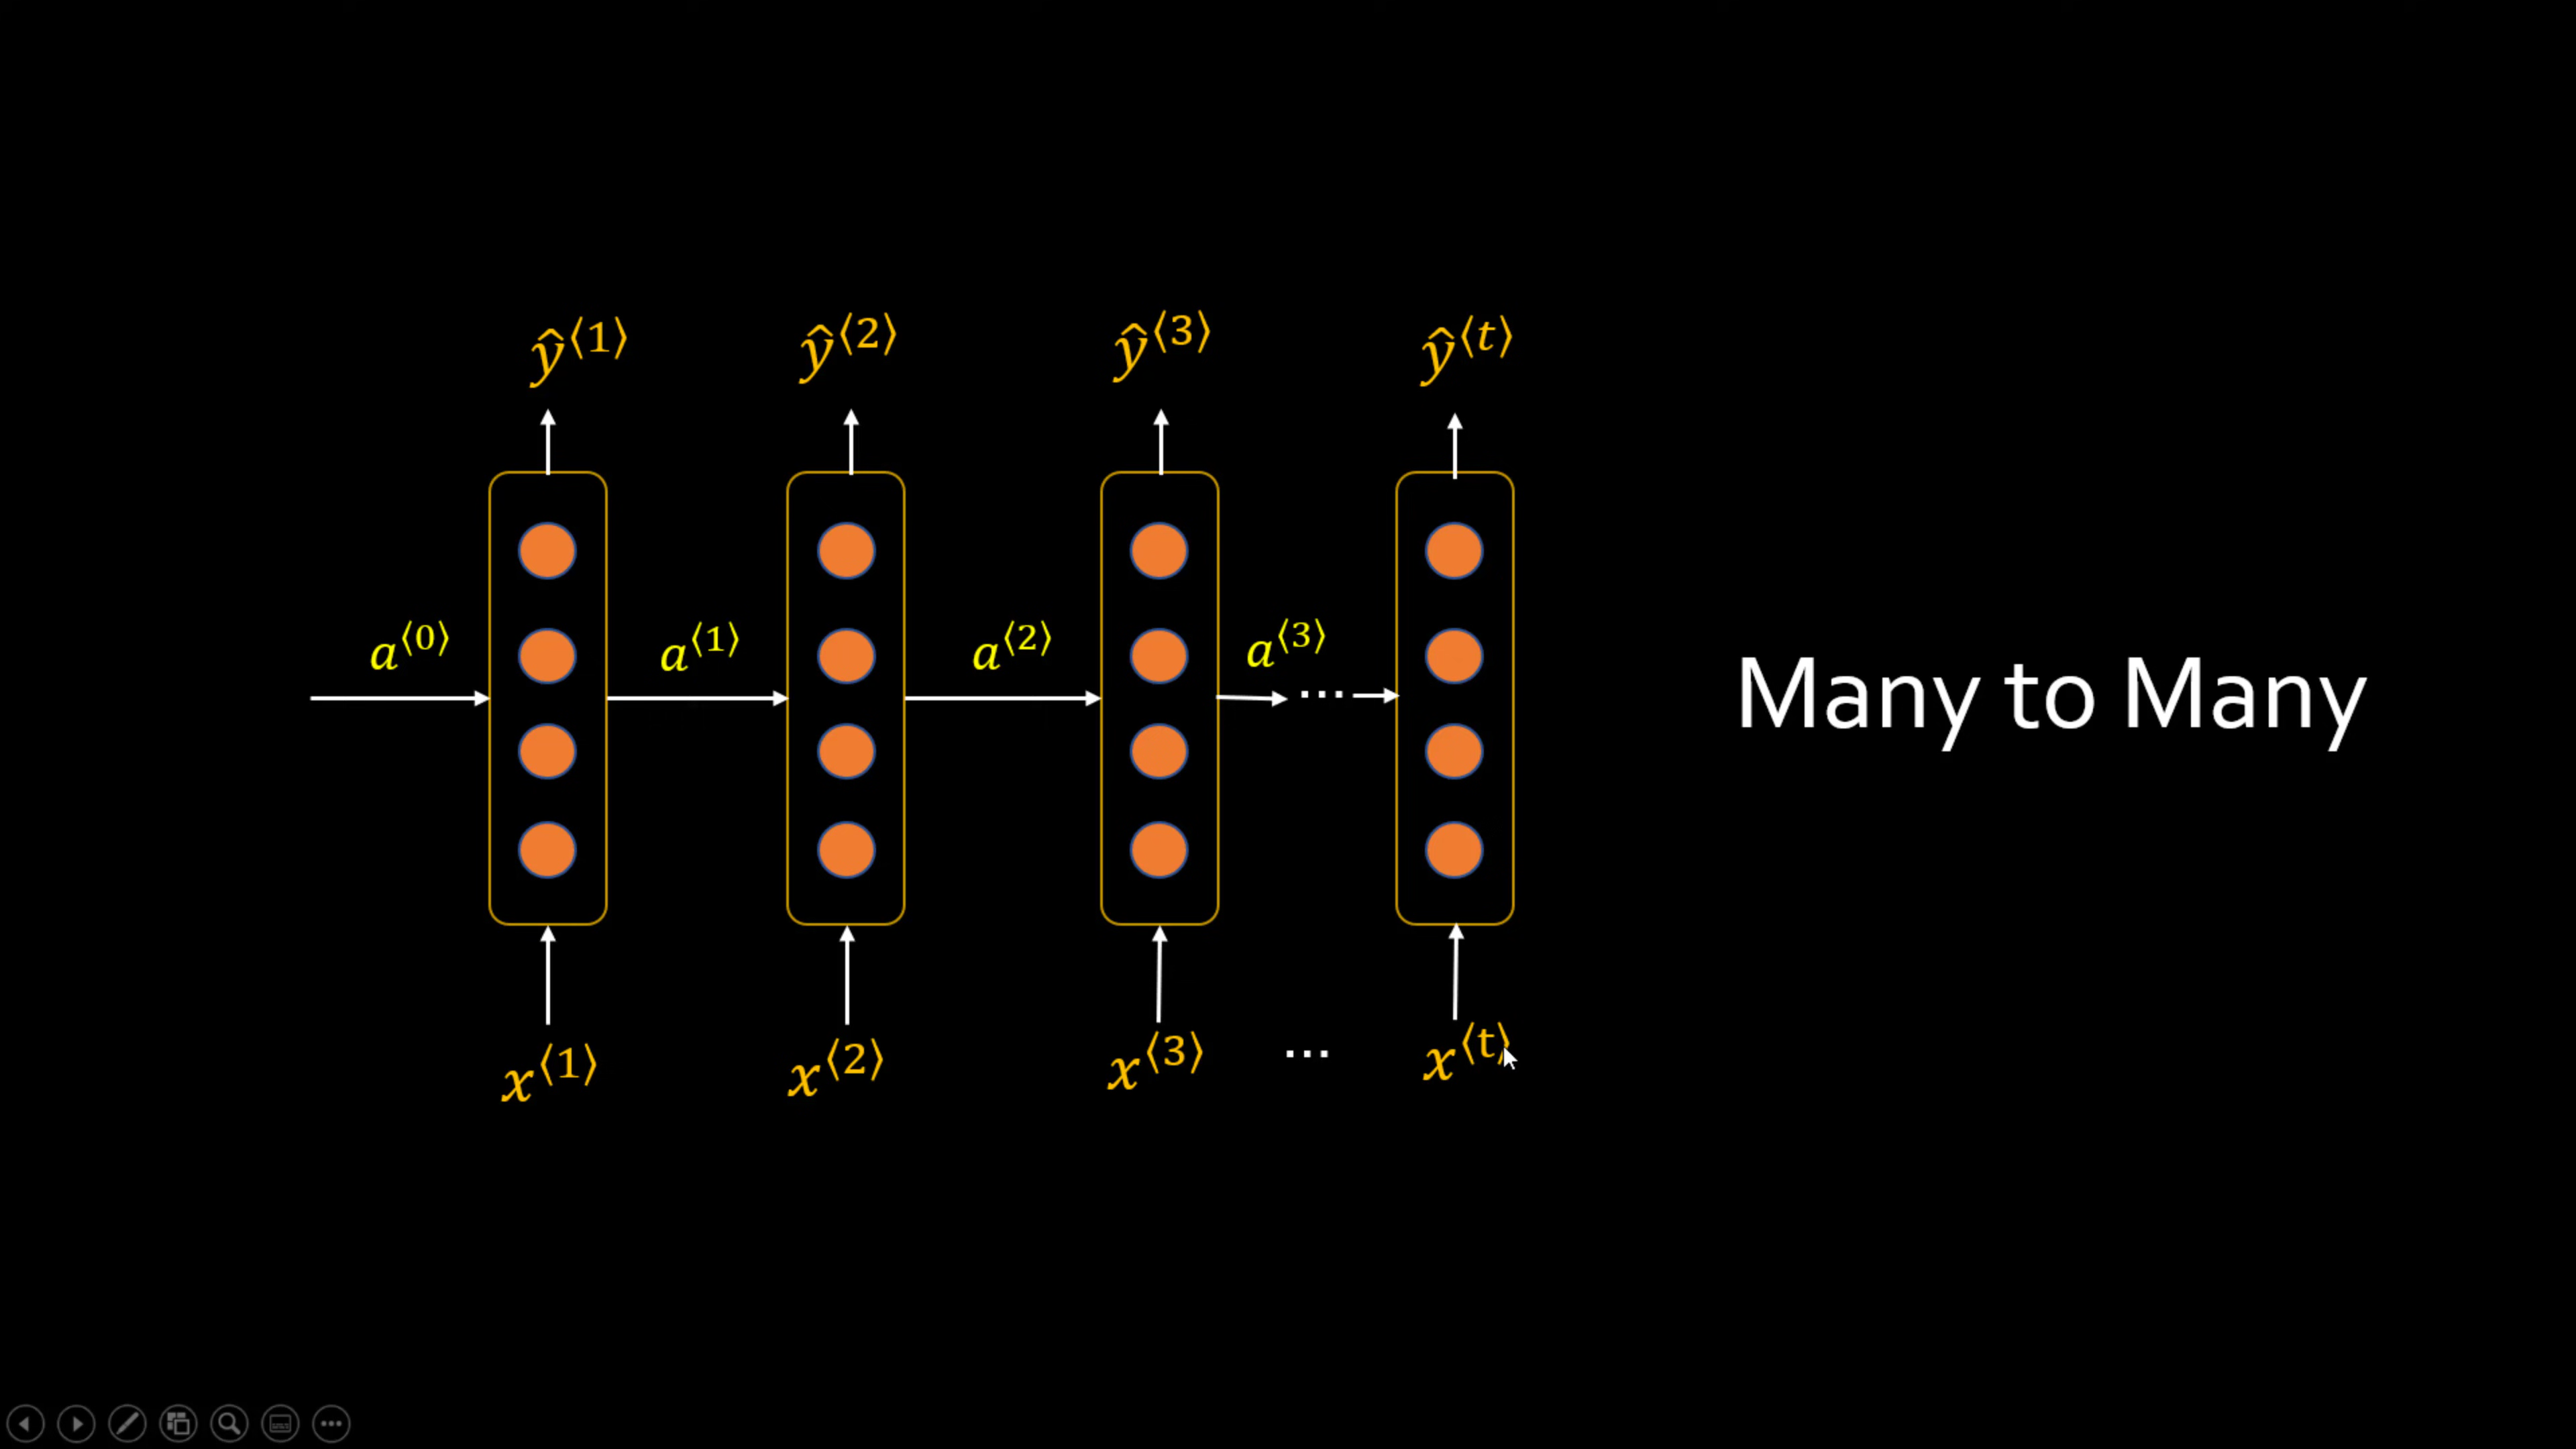 ŷ⟨1⟩ ŷ⟨2⟩ ŷ⟨3⟩ ŷ⟨t⟩
a⟨0⟩ a⟨1⟩ a⟨2⟩ a⟨3⟩
...
Many to Many
x⟨1⟩ x⟨2⟩ x⟨3⟩ ... x⟨t⟩